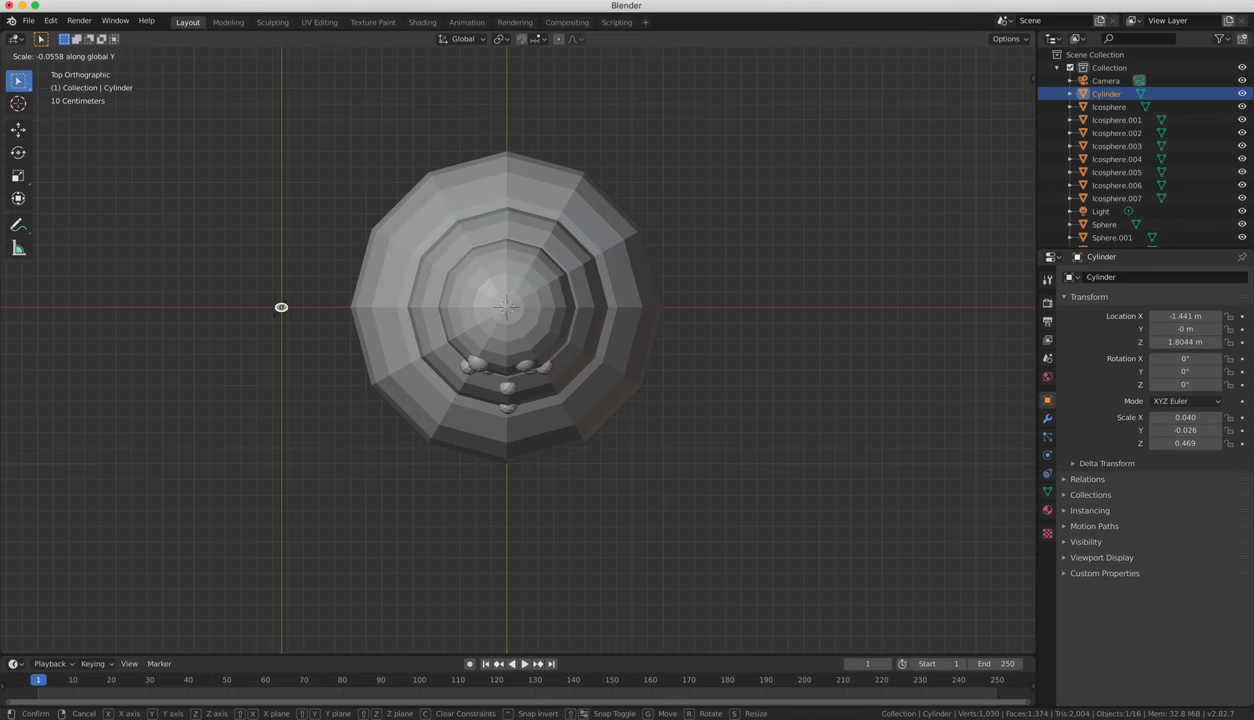 Blender
File Edit Render Window Help Layout Modeling Sculpting UV Editing Texture Paint Shading Animation Rendering Compositing Scripting + Scene View Layer
Global Options
Scale: -0.0558 along global Y
Top Orthographic
(1) Collection | Cylinder
10 Centimeters
Scene Collection
Collection
Camera
Cylinder
Icosphere
Icosphere.001
Icosphere.002
Icosphere.003
Icosphere.004
Icosphere.005
Icosphere.006
Icosphere.007
Light
Sphere
Sphere.001
Cylinder
Cylinder
Transform
Location X -1.441 m
Y -0 m
Z 1.8044 m
Rotation X 0°
Y 0°
Z 0°
Mode XYZ Euler
Scale X 0.040
Y -0.026
Z 0.469
Delta Transform
Relations
Collections
Instancing
Motion Paths
Visibility
Viewport Display
Custom Properties
Playback Keying View Marker 1 Start 1 End 250
1 10 20 30 40 50 60 70 80 90 100 110 120 130 140 150 160 170 180 190 200 210 220 230 240 250
Confirm Cancel X X axis Y Y axis Z Z axis X X plane Y Y plane Z Z plane C Clear Constraints Snap Invert Snap Toggle G Move R Rotate S Resize Collection | Cylinder | Verts:1,030 | Faces:1,374 | Tris:2,004 | Objects:1/16 | Mem: 32.8 MiB | v2.82.7